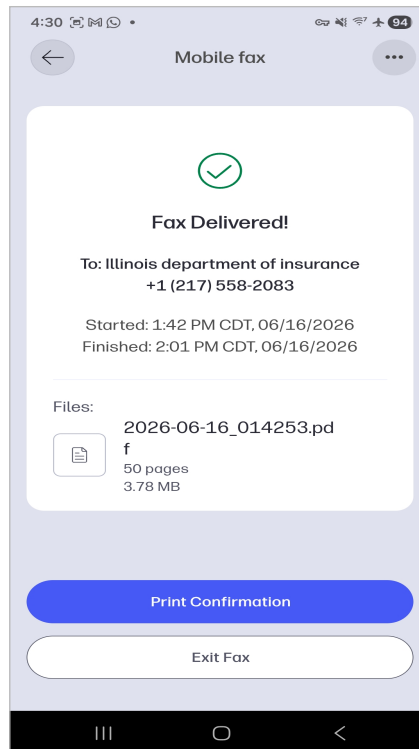 4:30
94
Mobile fax
Fax Delivered!
To: Illinois department of insurance
+1 (217) 558-2083
Started: 1:42 PM CDT, 06/16/2026
Finished: 2:01 PM CDT, 06/16/2026
Files:
2026-06-16_014253.pd
f
50 pages
3.78 MB
Print Confirmation
Exit Fax